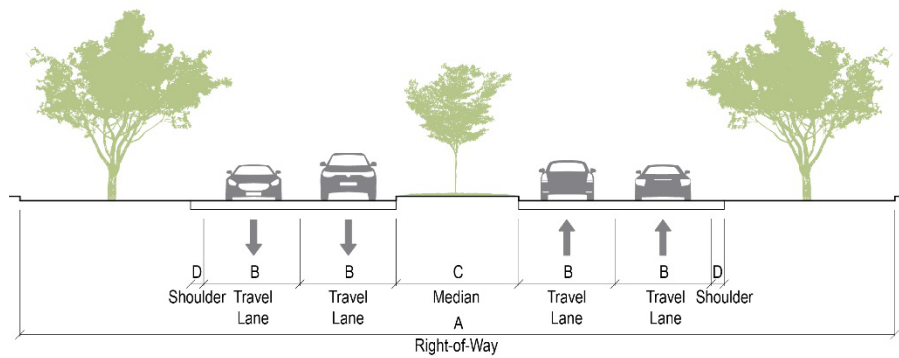 D B B C B B D
Shoulder Travel Travel Median Travel Travel Shoulder
Lane Lane Lane Lane
A
Right-of-Way